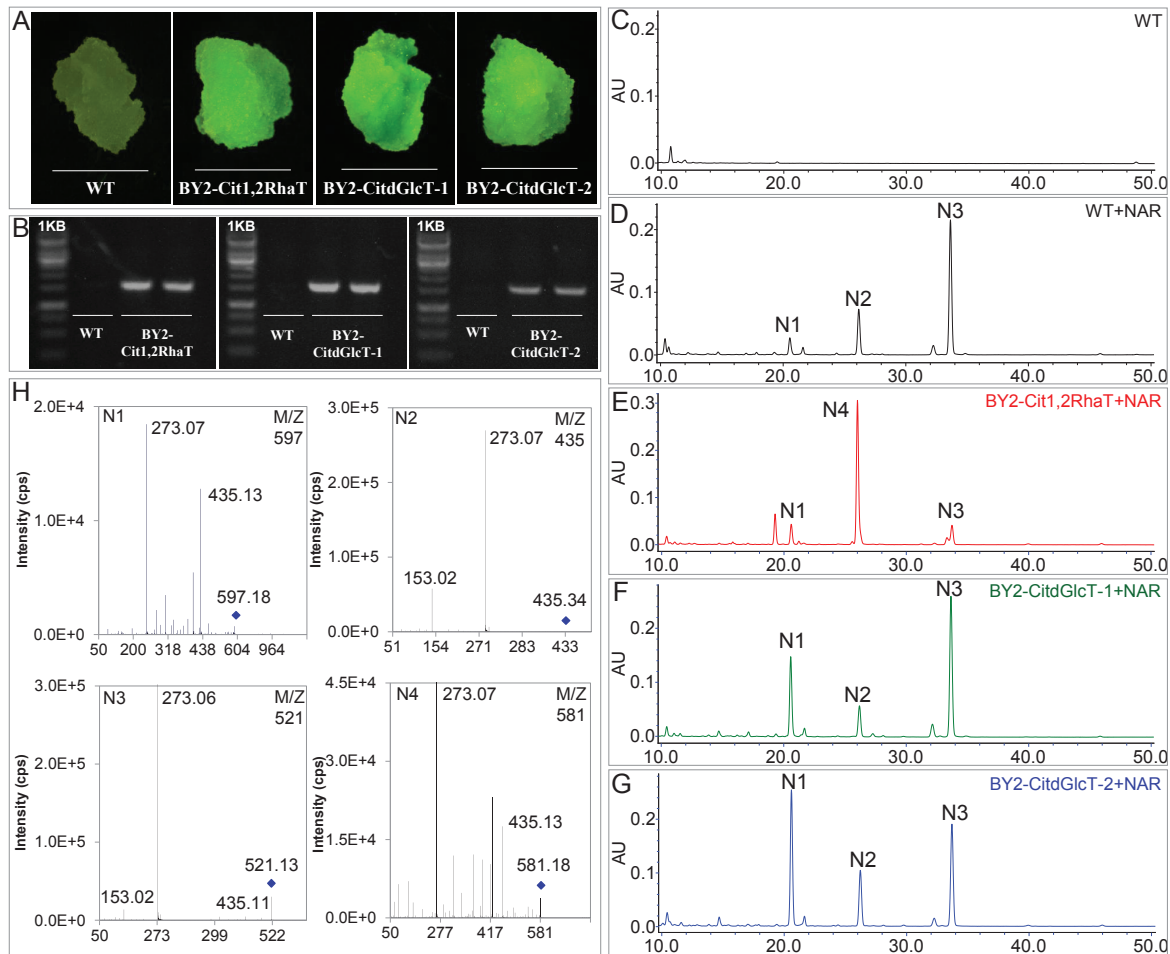 A
WT
BY2-Cit1,2RhaT
BY2-CitdGlcT-1
BY2-CitdGlcT-2
B
1KB
WT
BY2-
Cit1,2RhaT
1KB
WT
BY2-
CitdGlcT-1
1KB
WT
BY2-
CitdGlcT-2
C
WT
AU
0.2
0.1
0.0
10.0 20.0 30.0 40.0 50.0
D
WT+NAR
AU
0.2
0.1
0.0
N1
N2
N3
10.0 20.0 30.0 40.0 50.0
E
BY2-Cit1,2RhaT+NAR
AU
0.3
0.2
0.1
0.0
N1
N4
N3
10.0 20.0 30.0 40.0 50.0
F
BY2-CitdGlcT-1+NAR
AU
0.2
0.1
0.0
N1
N2
N3
10.0 20.0 30.0 40.0 50.0
G
BY2-CitdGlcT-2+NAR
AU
0.2
0.1
0.0
N1
N2
N3
10.0 20.0 30.0 40.0 50.0
H
N1
M/Z
597
Intensity (cps)
2.0E+4
1.0E+4
0.0E+0
273.07
435.13
597.18
50 200 318 438 604 964
N2
M/Z
435
Intensity (cps)
3.0E+5
2.0E+5
1.0E+5
0.0E+0
273.07
153.02
435.34
51 154 271 283 433
N3
M/Z
521
Intensity (cps)
3.0E+5
2.0E+5
1.0E+5
0.0E+0
273.06
153.02
435.11
521.13
50 273 299 522
N4
M/Z
581
Intensity (cps)
4.5E+4
3.0E+4
1.5E+4
0.0E+0
273.07
435.13
581.18
50 277 417 581